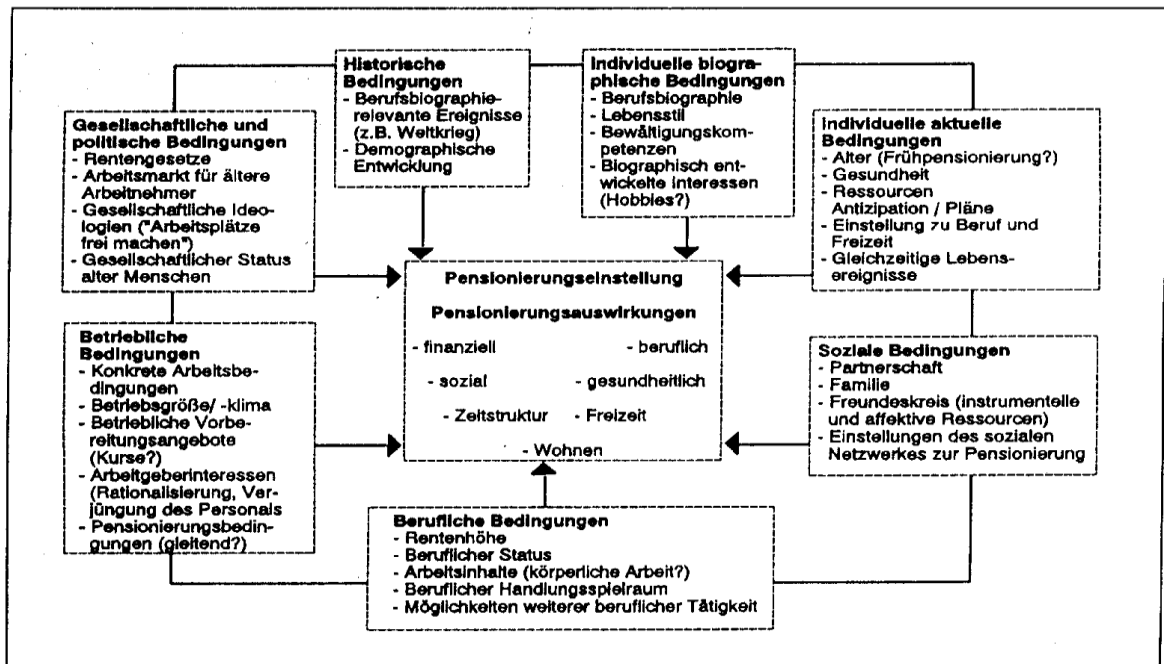 Historische
Bedingungen
- Berufsbiographie-
relevante Ereignisse
(z.B. Weltkrieg)
- Demographische
Entwicklung
Individuelle biogra-
phische Bedingungen
- Berufsbiographie
- Lebensstil
- Bewältigungskom-
petenzen
- Biographisch ent-
wickelte Interessen
(Hobbies?)
Gesellschaftliche und
politische Bedingungen
- Rentengesetze
- Arbeitsmarkt für ältere
Arbeitnehmer
- Gesellschaftliche Ideo-
logien ("Arbeitsplätze
frei machen")
- Gesellschaftlicher Status
alter Menschen
Individuelle aktuelle
Bedingungen
- Alter (Frühpensionierung?)
- Gesundheit
- Ressourcen
Antizipation / Pläne
- Einstellung zu Beruf und
Freizeit
- Gleichzeitige Lebens-
ereignisse
Pensionierungseinstellung
Pensionierungsauswirkungen
- finanziell - beruflich
- sozial - gesundheitlich
- Zeitstruktur - Freizeit
- Wohnen
Betriebliche
Bedingungen
- Konkrete Arbeitsbe-
dingungen
- Betriebsgröße/ -klima
- Betriebliche Vorbe-
reitungsangebote
(Kurse?)
- Arbeitgeberinteressen
(Rationalisierung, Ver-
jüngung des Personals
- Pensionierungsbedin-
gungen (gleitend?)
Soziale Bedingungen
- Partnerschaft
- Familie
- Freundeskreis (instrumentelle
und affektive Ressourcen)
- Einstellungen des sozialen
Netzwerkes zur Pensionierung
Berufliche Bedingungen
- Rentenhöhe
- Beruflicher Status
- Arbeitsinhalte (körperliche Arbeit?)
- Beruflicher Handlungsspielraum
- Möglichkeiten weiterer beruflicher Tätigkeit